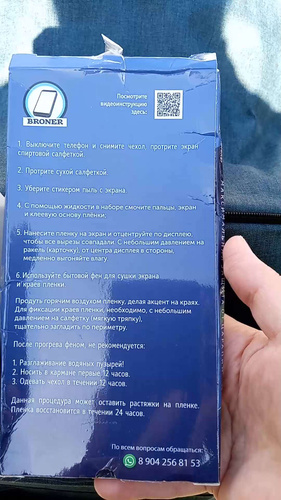 BRONER
Посмотрите
видеоинструкцию
здесь:
1. Выключите телефон и снимите чехол, протрите экран
спиртовой салфеткой.
2. Протрите сухой салфеткой.
3. Уберите стикером пыль с экрана
4. С помощью жидкости в наборе смочите пальцы, экран
и клеевую основу пленки
5. Нанесите пленку на экран и отцентруйте по дисплею,
чтобы все вырезы совпадали. С небольшим давлением на
ракель (карточку), от центра дисплея в стороны,
медленно выгоняйте влагу
6. Используйте бытовой фен для сушки экрана
и краев пленки.
Продуть горячим воздухом пленку, делая акцент на краях.
Для фиксации краев пленки, необходимо, с небольшим
давлением на салфетку (мягкую тряпку),
тщательно загладить по периметру.
После прогрева феном, не рекомендуется:
1. Разглаживание водяных пузырей!
2. Носить в кармане первые 12 часов.
3. Одевать чехол в течении 12 часов.
Данная процедура может оставить растяжки на пленке.
Пленка восстановится в течении 24 часов.
По всем вопросам обращаться:
8 904 256 81 53